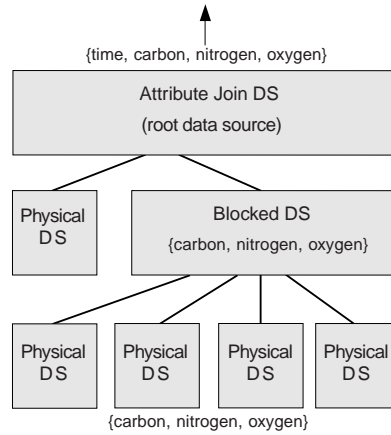 {time, carbon, nitrogen, oxygen}
Attribute Join DS
(root data source)
Physical
DS
Blocked DS
{carbon, nitrogen, oxygen}
Physical
DS
Physical
DS
Physical
DS
Physical
DS
{carbon, nitrogen, oxygen}